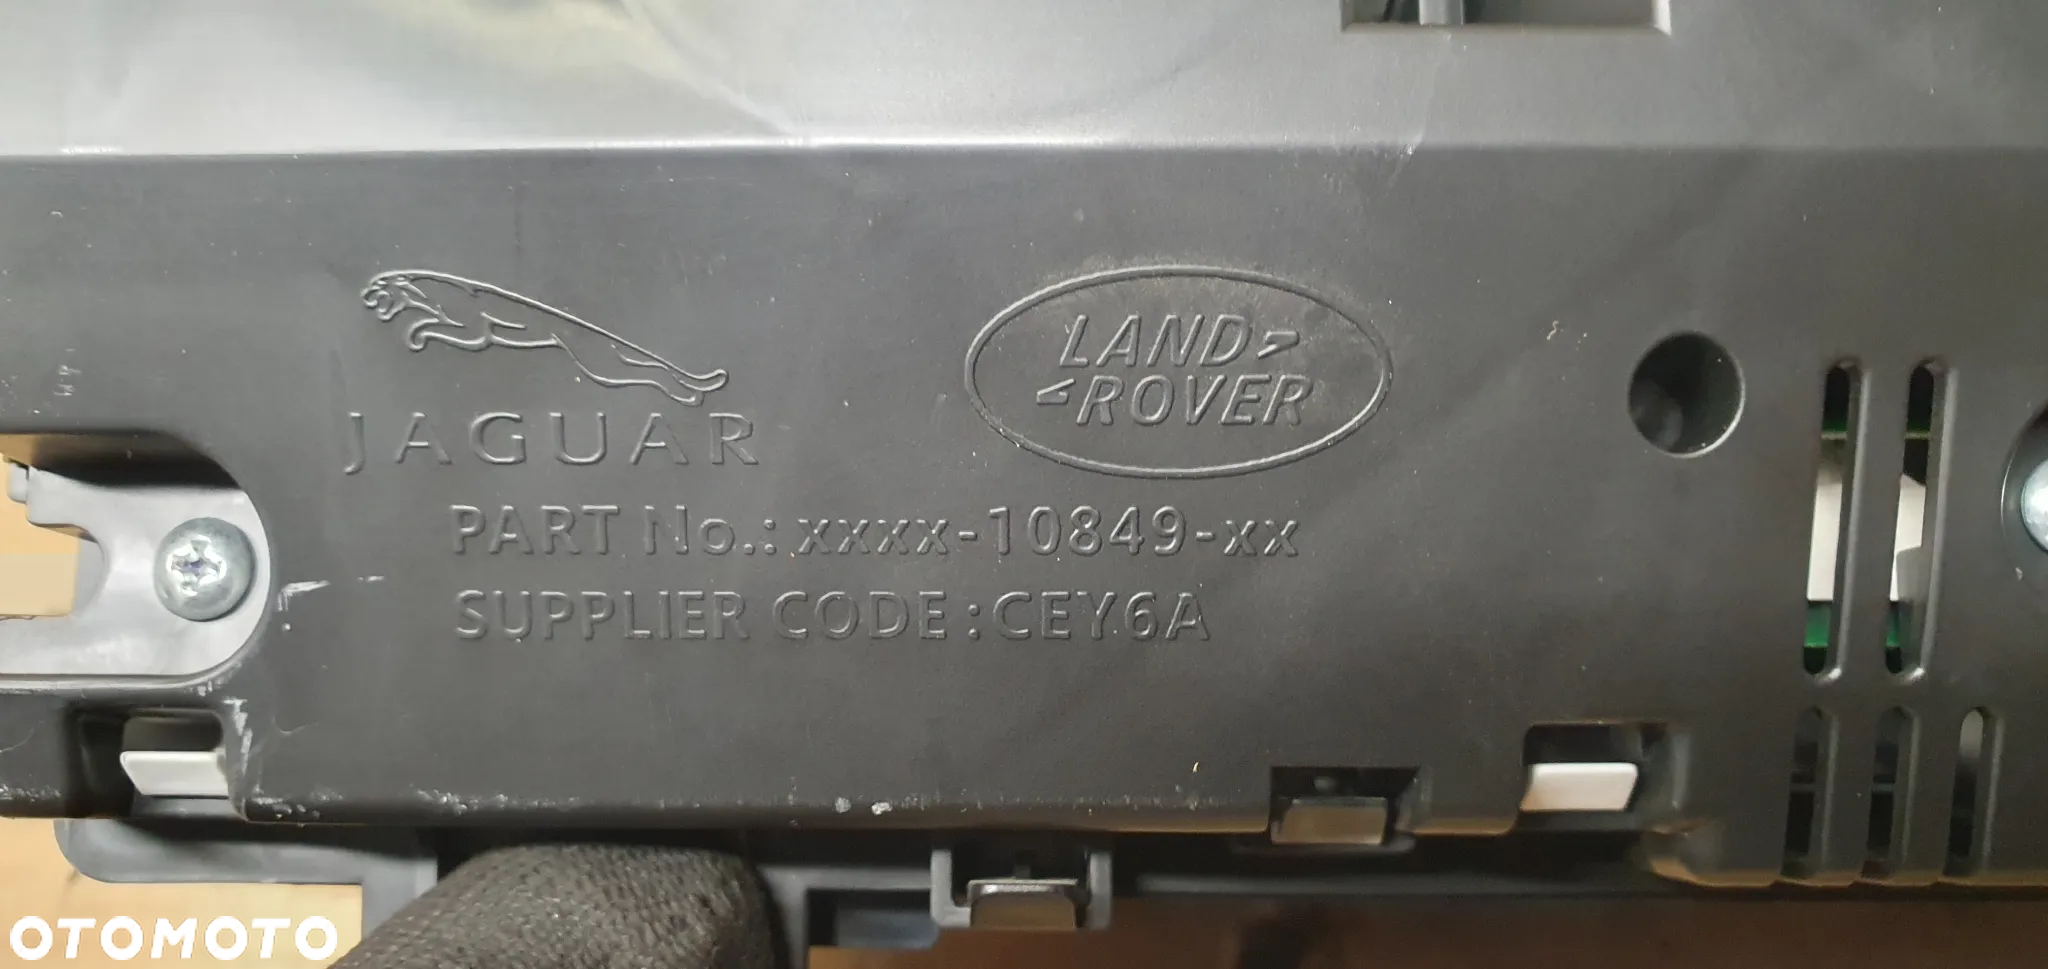 JAGUAR
LAND
ROVER
PART No.: xxxx-10849-xx
SUPPLIER CODE : CEY6A
OTOMOTO